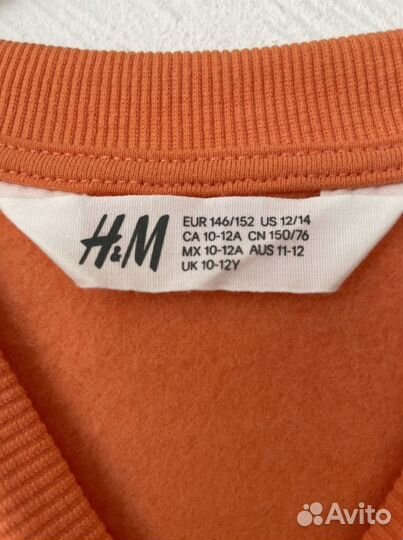 H&M
EUR 146/152 US 12/14
CA 10-12A CN 150/76
MX 10-12A AUS 11-12
UK 10-12Y
Avito